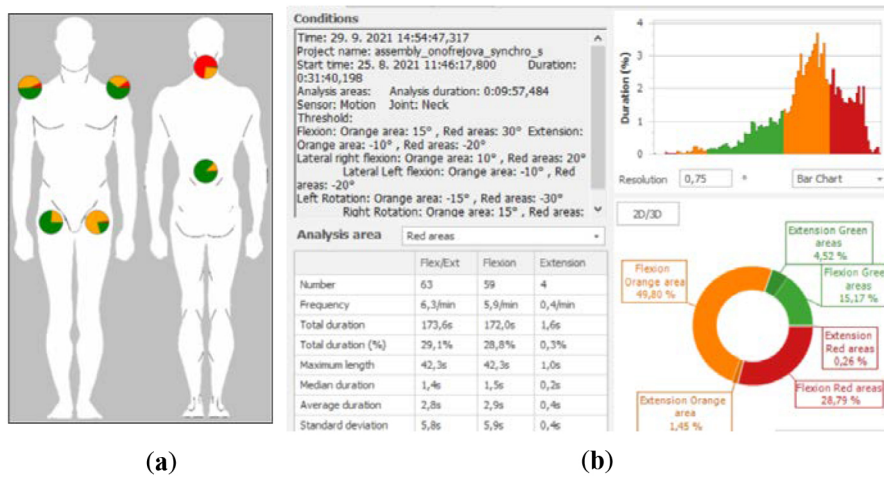 Conditions
Time: 29. 9. 2021 14:54:47,317
Project name: assembly_onofrejova_synchro_s
Start time: 25. 8. 2021 11:46:17,800 Duration:
0:31:40,198
Analysis areas: Analysis duration: 0:09:57,484
Sensor: Motion Joint: Neck
Threshold:
Flexion: Orange area: 15° , Red areas: 30° Extension:
Orange area: -10° , Red areas: -20°
Lateral right flexion: Orange area: 10° , Red areas: 20°
Lateral Left flexion: Orange area: -10° , Red
areas: -20°
Left Rotation: Orange area: -15° , Red areas: -30°
Right Rotation: Orange area: 15° , Red areas:
Analysis area Red areas
Flex/Ext Flexion Extension
Number 63 59 4
Frequency 6,3/min 5,9/min 0,4/min
Total duration 173,6s 172,0s 1,6s
Total duration (%) 29,1% 28,8% 0,3%
Maximum length 42,3s 42,3s 1,0s
Median duration 1,4s 1,5s 0,2s
Average duration 2,8s 2,9s 0,4s
Standard deviation 5,8s 5,9s 0,4s
Duration (%)
4
3
2
1
0
Resolution 0,75 ° Bar Chart
2D/3D
Extension Green
areas
4,52 %
Flexion
Orange area
49,80 %
Flexion Green
areas
15,17 %
Extension
Red areas
0,26 %
Flexion Red areas
28,79 %
Extension Orange
area
1,45 %
(a)
(b)